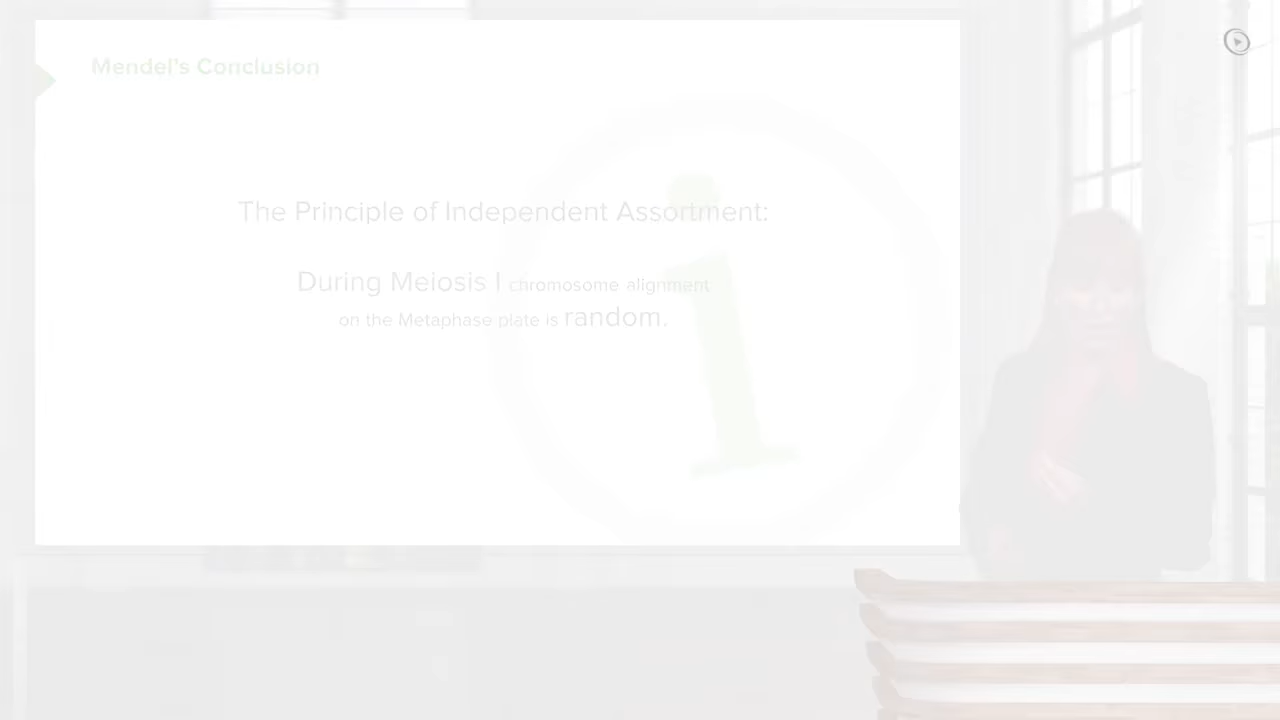 Mendel's Conclusion
The Principle of Independent Assortment:
During Meiosis I chromosome alignment
on the Metaphase plate is random.